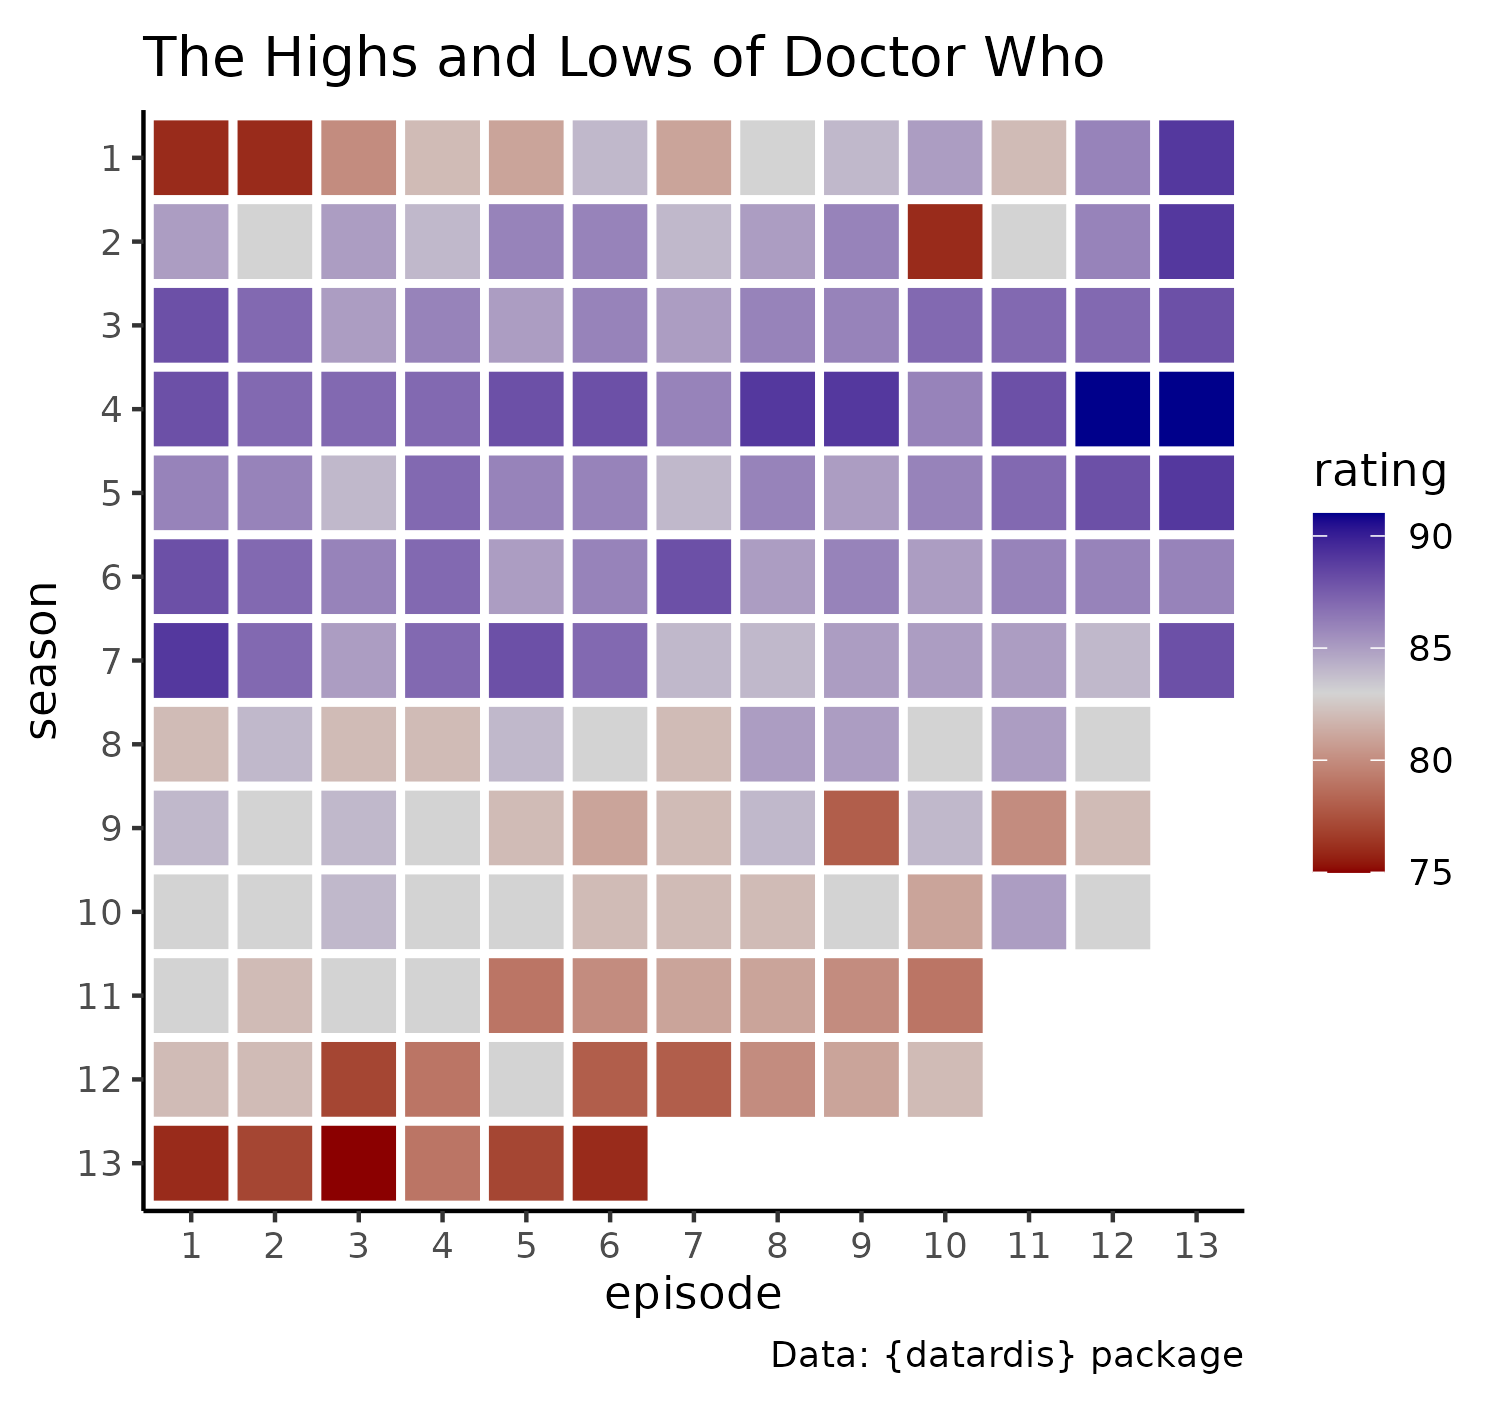 The Highs and Lows of Doctor Who
1
2
3
4
5
6
7
8
9
10
11
12
13
season
1 2 3 4 5 6 7 8 9 10 11 12 13
episode
rating
90
85
80
75
Data: {datardis} package